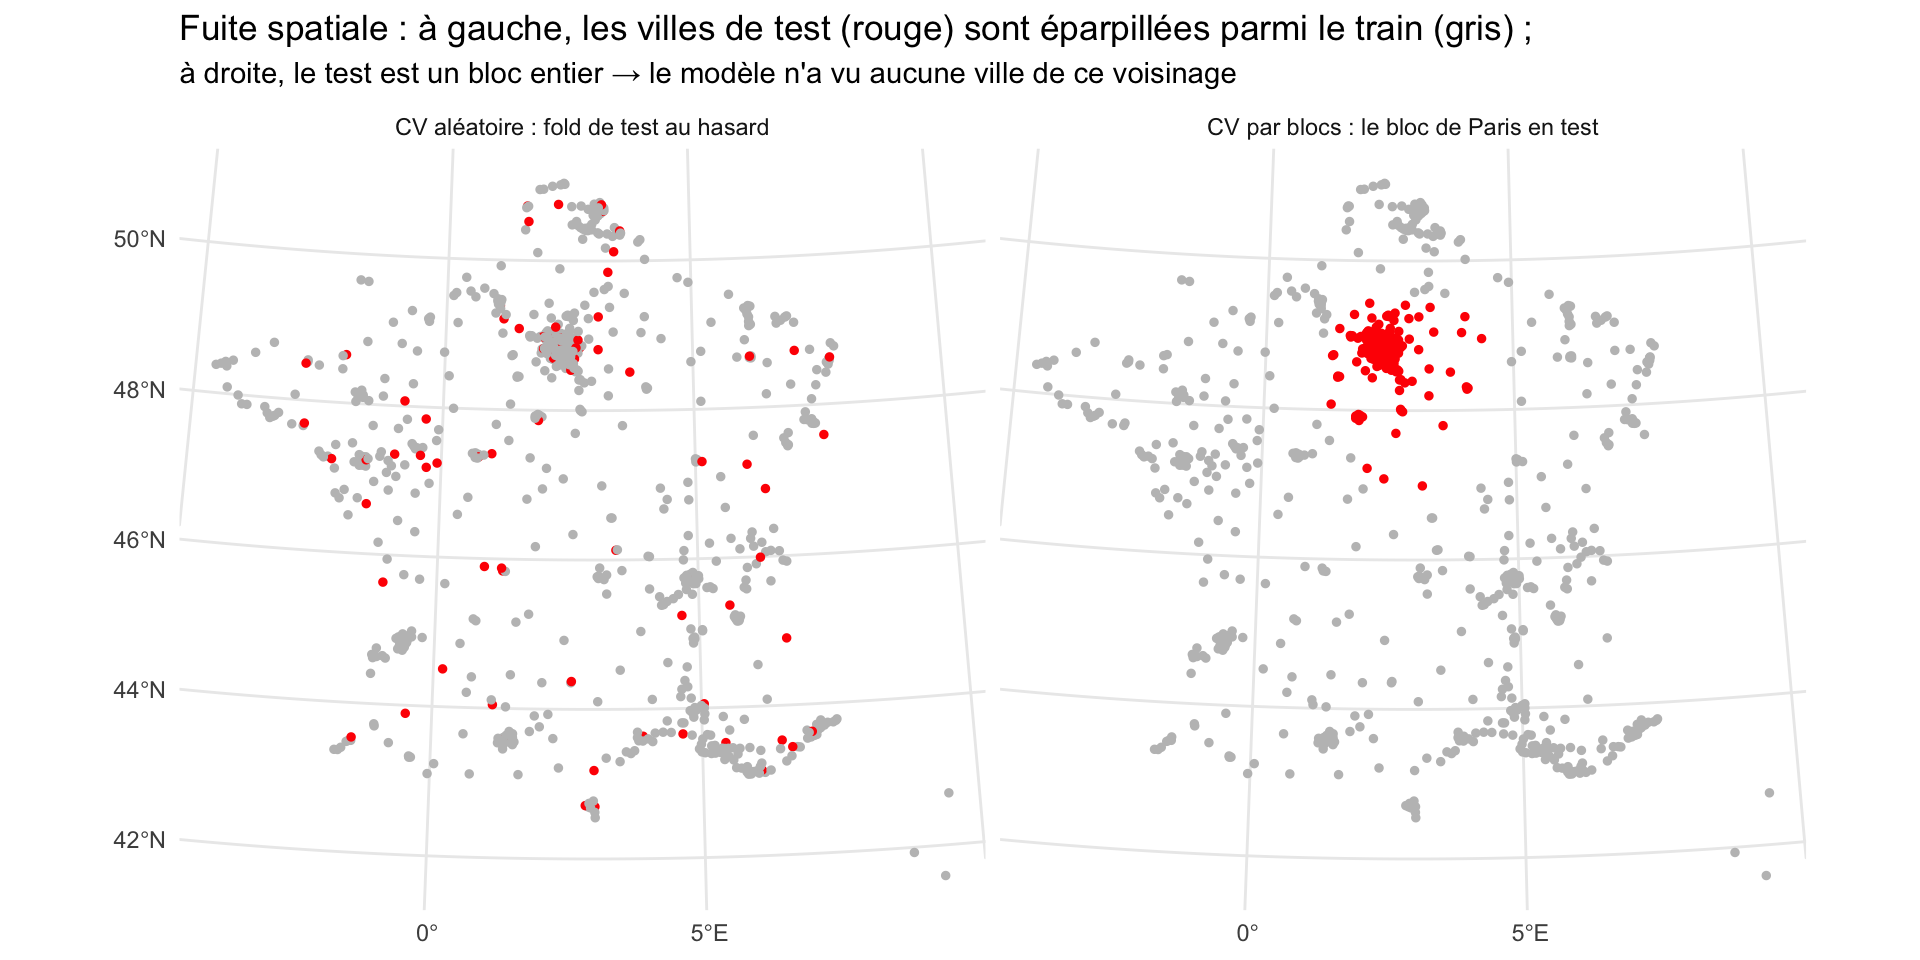 Fuite spatiale : à gauche, les villes de test (rouge) sont éparpillées parmi le train (gris) ;
à droite, le test est un bloc entier → le modèle n'a vu aucune ville de ce voisinage
CV aléatoire : fold de test au hasard
CV par blocs : le bloc de Paris en test
50°N
48°N
46°N
44°N
42°N
0°
5°E
0°
5°E